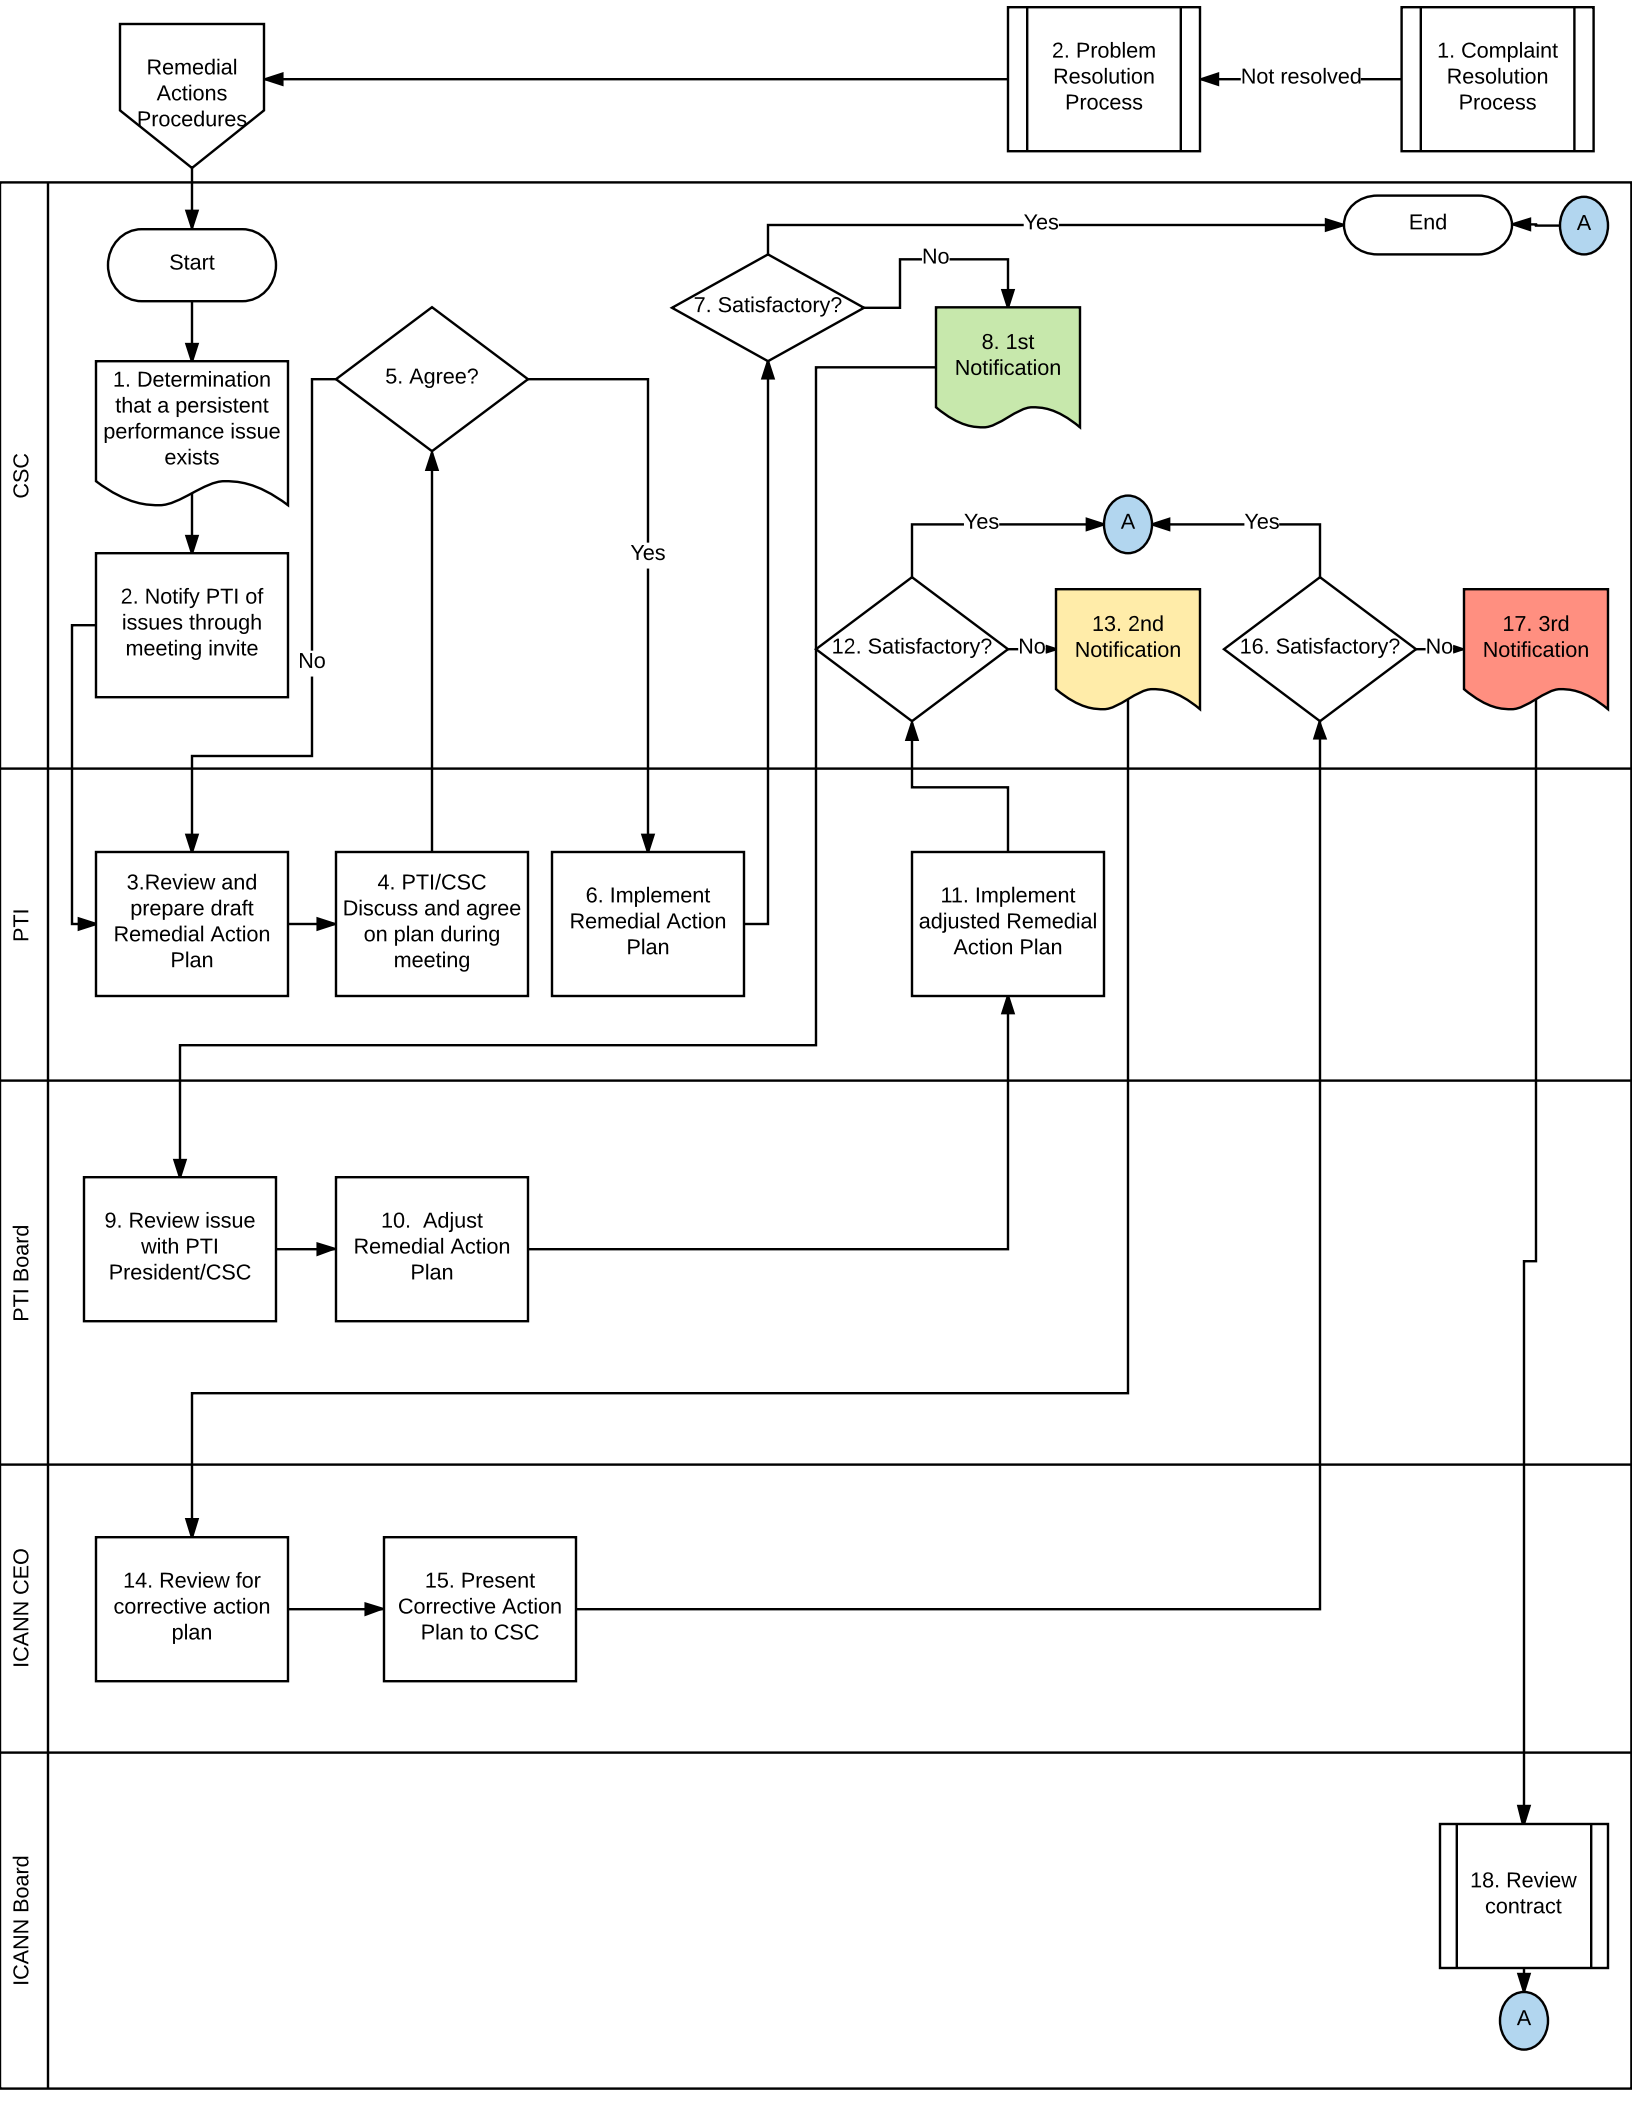 Remedial
Actions
Procedures
2. Problem
Resolution
Process
Not resolved
1. Complaint
Resolution
Process
CSC
Start
Yes
End
A
7. Satisfactory?
No
8. 1st
Notification
1. Determination
that a persistent
performance issue
exists
5. Agree?
Yes
No
2. Notify PTI of
issues through
meeting invite
Yes
A
Yes
12. Satisfactory?
No
13. 2nd
Notification
16. Satisfactory?
No
17. 3rd
Notification
PTI
3.Review and
prepare draft
Remedial Action
Plan
4. PTI/CSC
Discuss and agree
on plan during
meeting
6. Implement
Remedial Action
Plan
11. Implement
adjusted Remedial
Action Plan
PTI Board
9. Review issue
with PTI
President/CSC
10.  Adjust
Remedial Action
Plan
ICANN CEO
14. Review for
corrective action
plan
15. Present
Corrective Action
Plan to CSC
ICANN Board
18. Review
contract
A